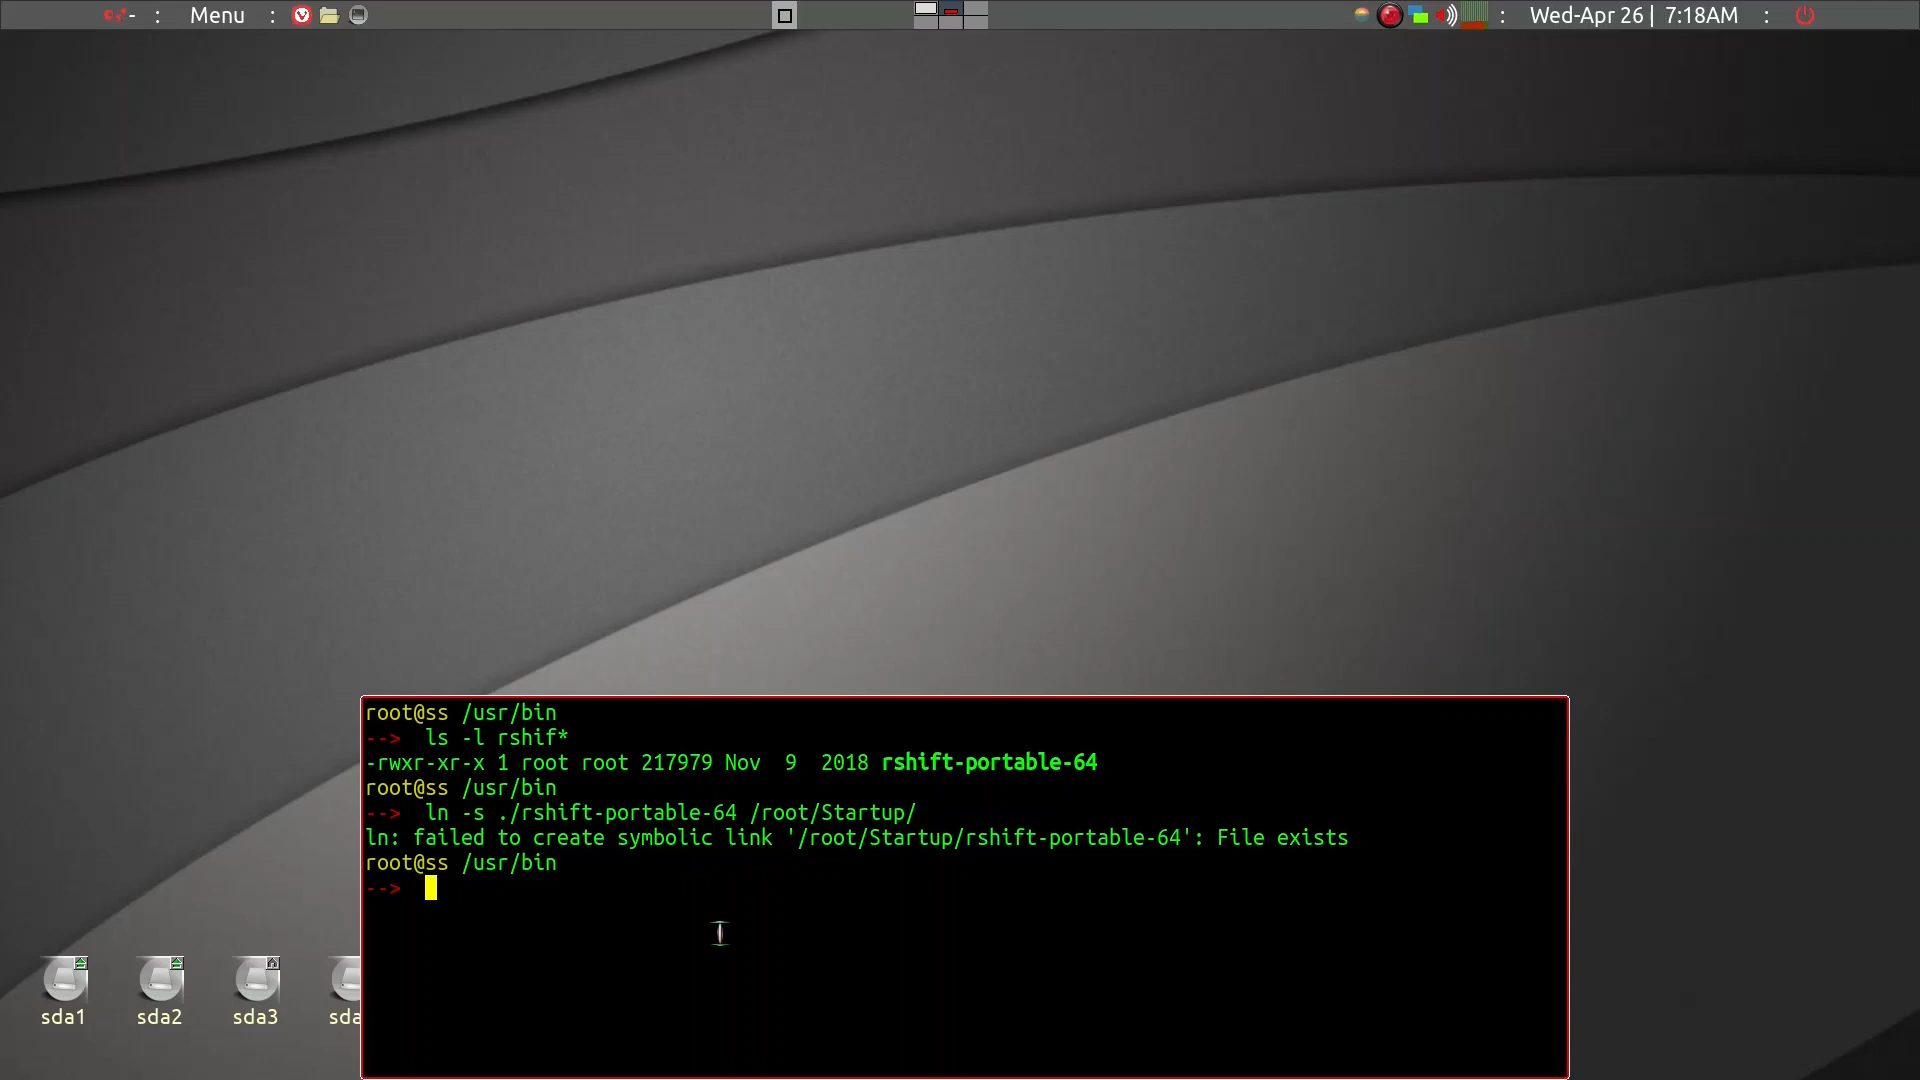 - : Menu : : Wed-Apr 26 | 7:18AM :
root@ss /usr/bin
--> ls -l rshif*
-rwxr-xr-x 1 root root 217979 Nov  9  2018 rshift-portable-64
root@ss /usr/bin
--> ln -s ./rshift-portable-64 /root/Startup/
ln: failed to create symbolic link '/root/Startup/rshift-portable-64': File exists
root@ss /usr/bin
-->
sda1 sda2 sda3 sda